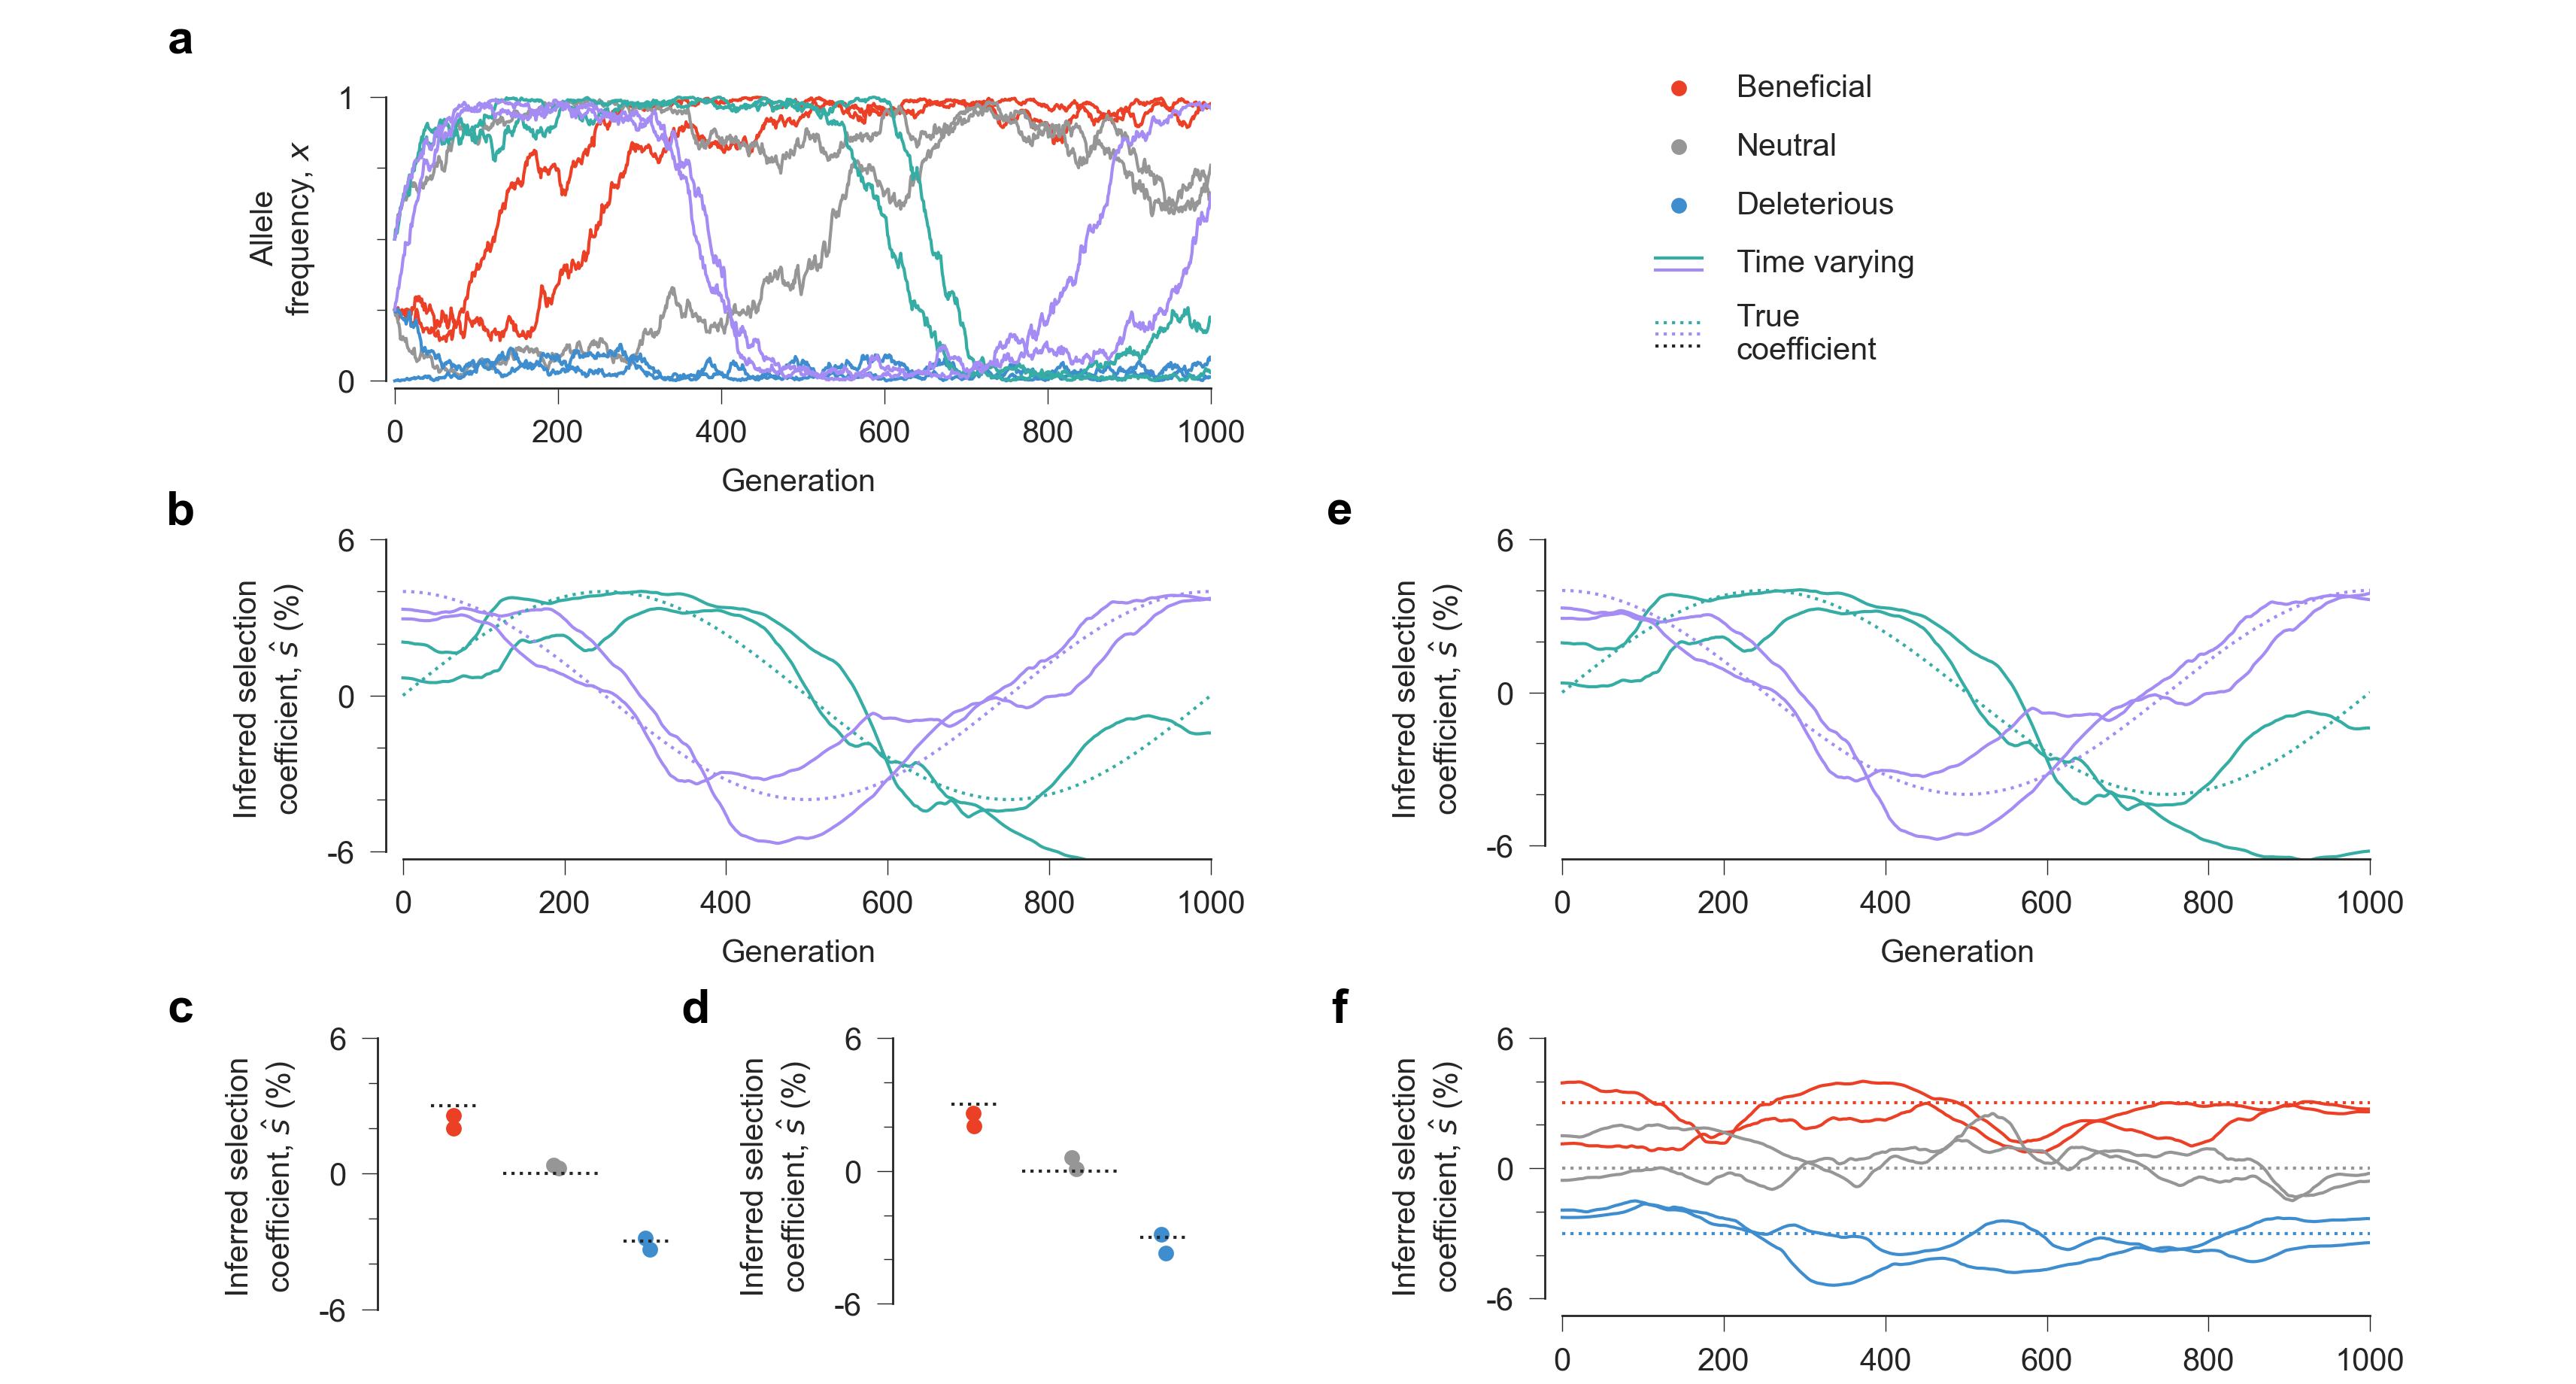 a
1
0
Allele
frequency, x
0 200 400 600 800 1000
Generation
Beneficial
Neutral
Deleterious
Time varying
True
coefficient
b
6
0
-6
Inferred selection
coefficient, ŝ (%)
0 200 400 600 800 1000
Generation
e
6
0
-6
Inferred selection
coefficient, ŝ (%)
0 200 400 600 800 1000
Generation
c
6
0
-6
Inferred selection
coefficient, ŝ (%)
d
6
0
-6
Inferred selection
coefficient, ŝ (%)
f
6
0
-6
Inferred selection
coefficient, ŝ (%)
0 200 400 600 800 1000